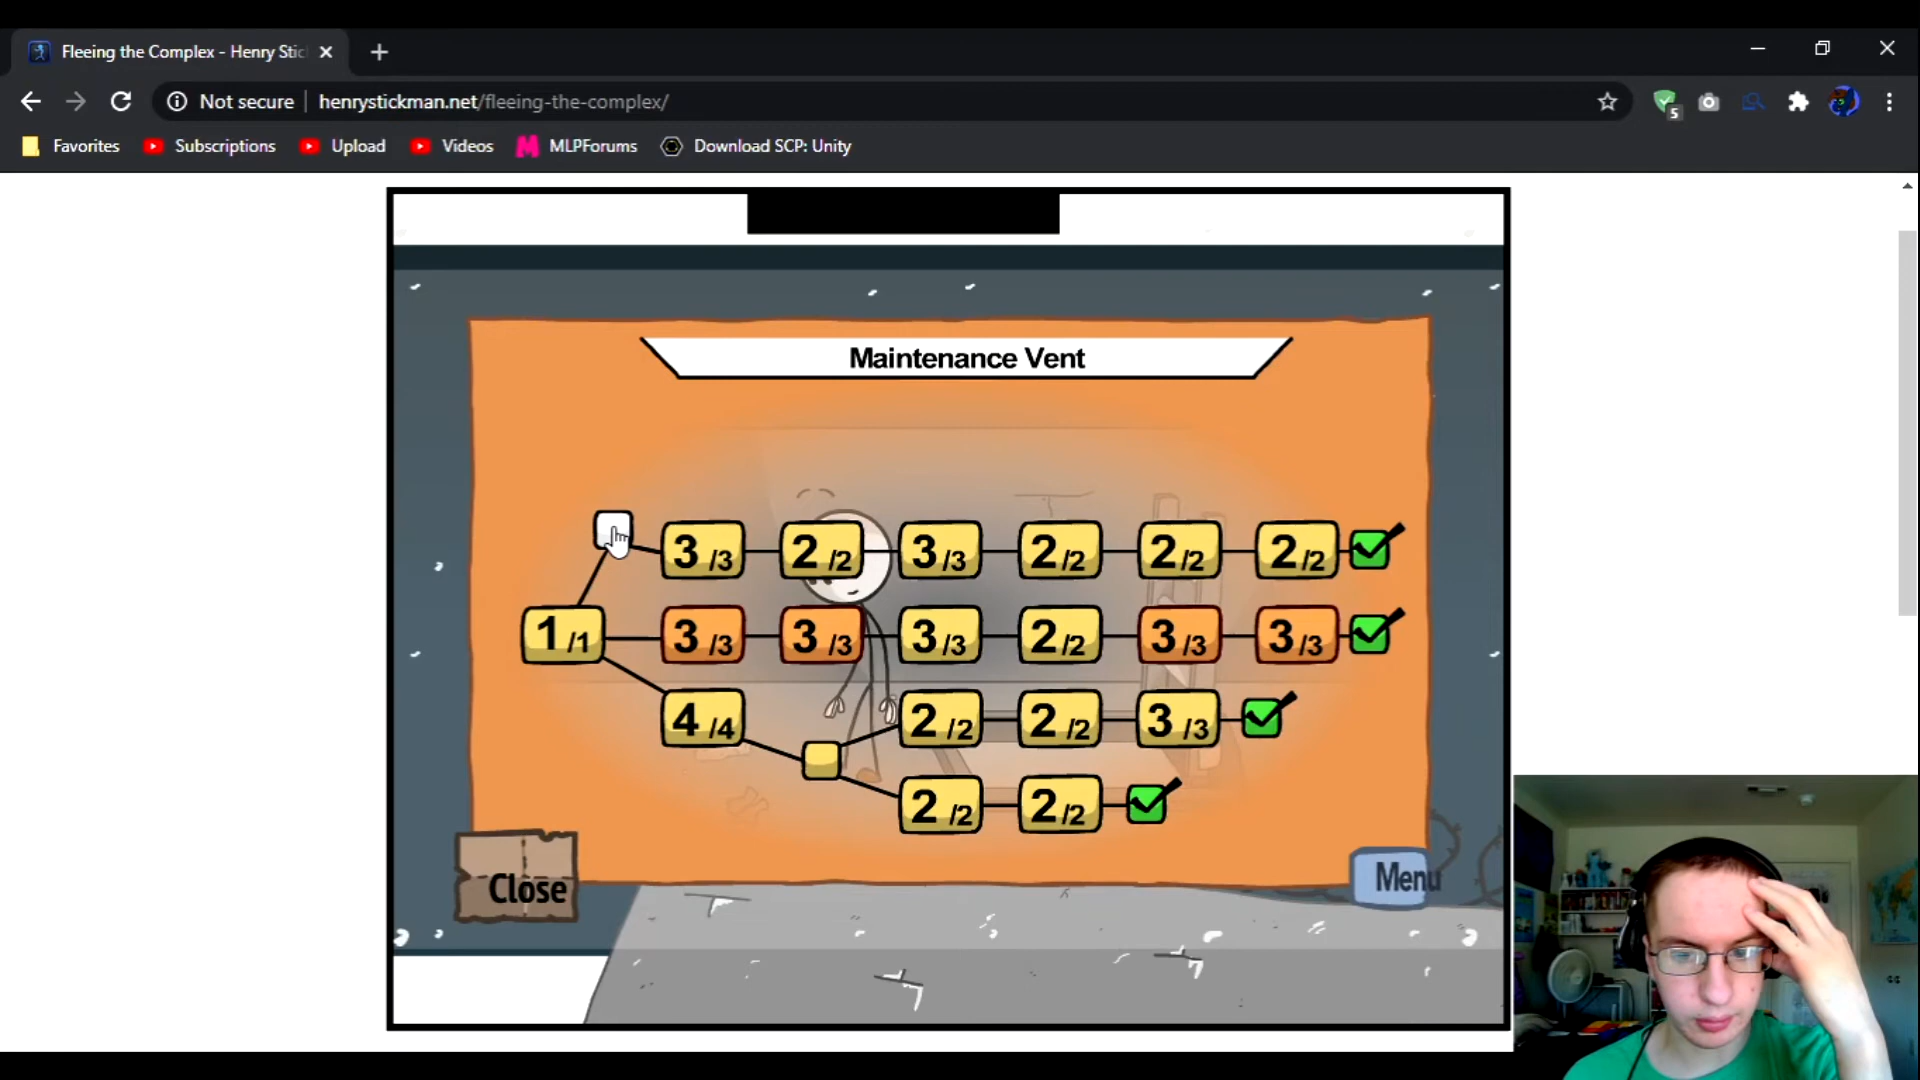 Fleeing the Complex - Henry Stic
Not secure henrystickman.net/fleeing-the-complex/
5
Favorites Subscriptions Upload Videos MLPForums Download SCP: Unity
Maintenance Vent
3/3 2/2 3/3 2/2 2/2 2/2
1/1 3/3 3/3 3/3 2/2 3/3 3/3
4/4 2/2 2/2 3/3
2/2 2/2
Close Menu